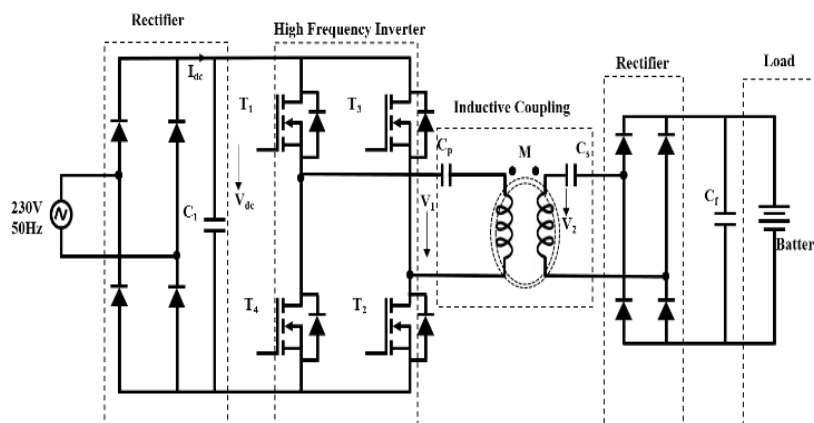 Rectifier
High Frequency Inverter
Rectifier
Load
Idc
T1
T3
Inductive Coupling
Cp
M
Cs
230V
50Hz
C1
Vdc
V1
V2
Cf
Batter
T4
T2